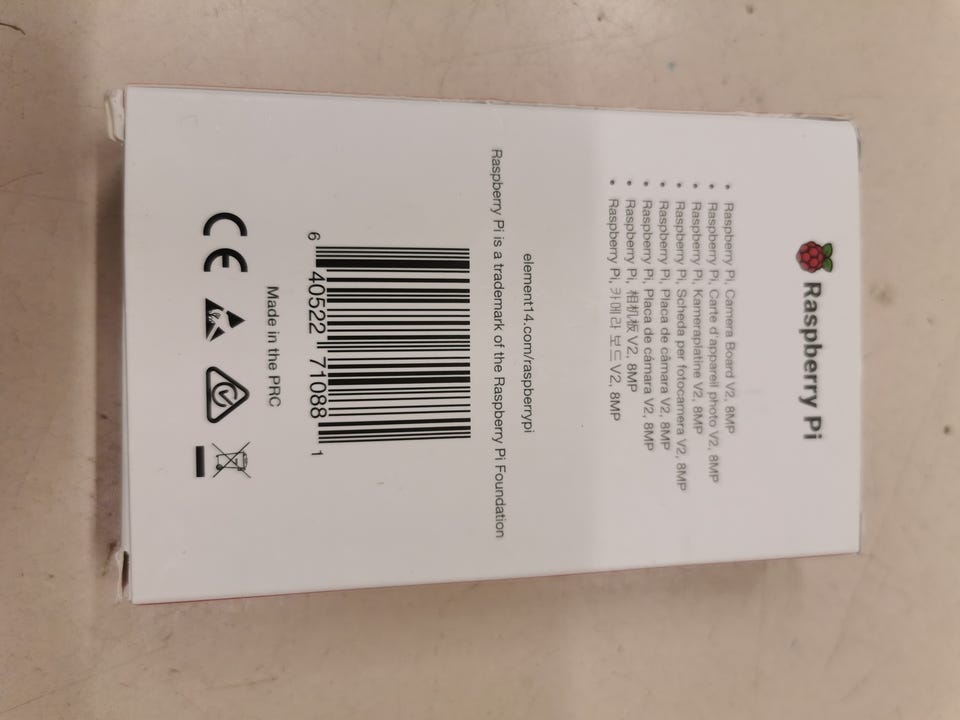 Raspberry Pi
• Raspberry Pi, Camera Board V2, 8MP
• Raspberry Pi, Carte d'appareil photo V2, 8MP
• Raspberry Pi, Kameraplatine V2, 8MP
• Raspberry Pi, Scheda per fotocamera V2, 8MP
• Raspberry Pi, Placa de cámara V2, 8MP
• Raspberry Pi, Placa de câmara V2, 8MP
• Raspberry Pi, 相机板 V2, 8MP
• Raspberry Pi, 카메라 보드 V2, 8MP
element14.com/raspberrypi
Raspberry Pi is a trademark of the Raspberry Pi Foundation
6 40522 71088 1
Made in the PRC
CE